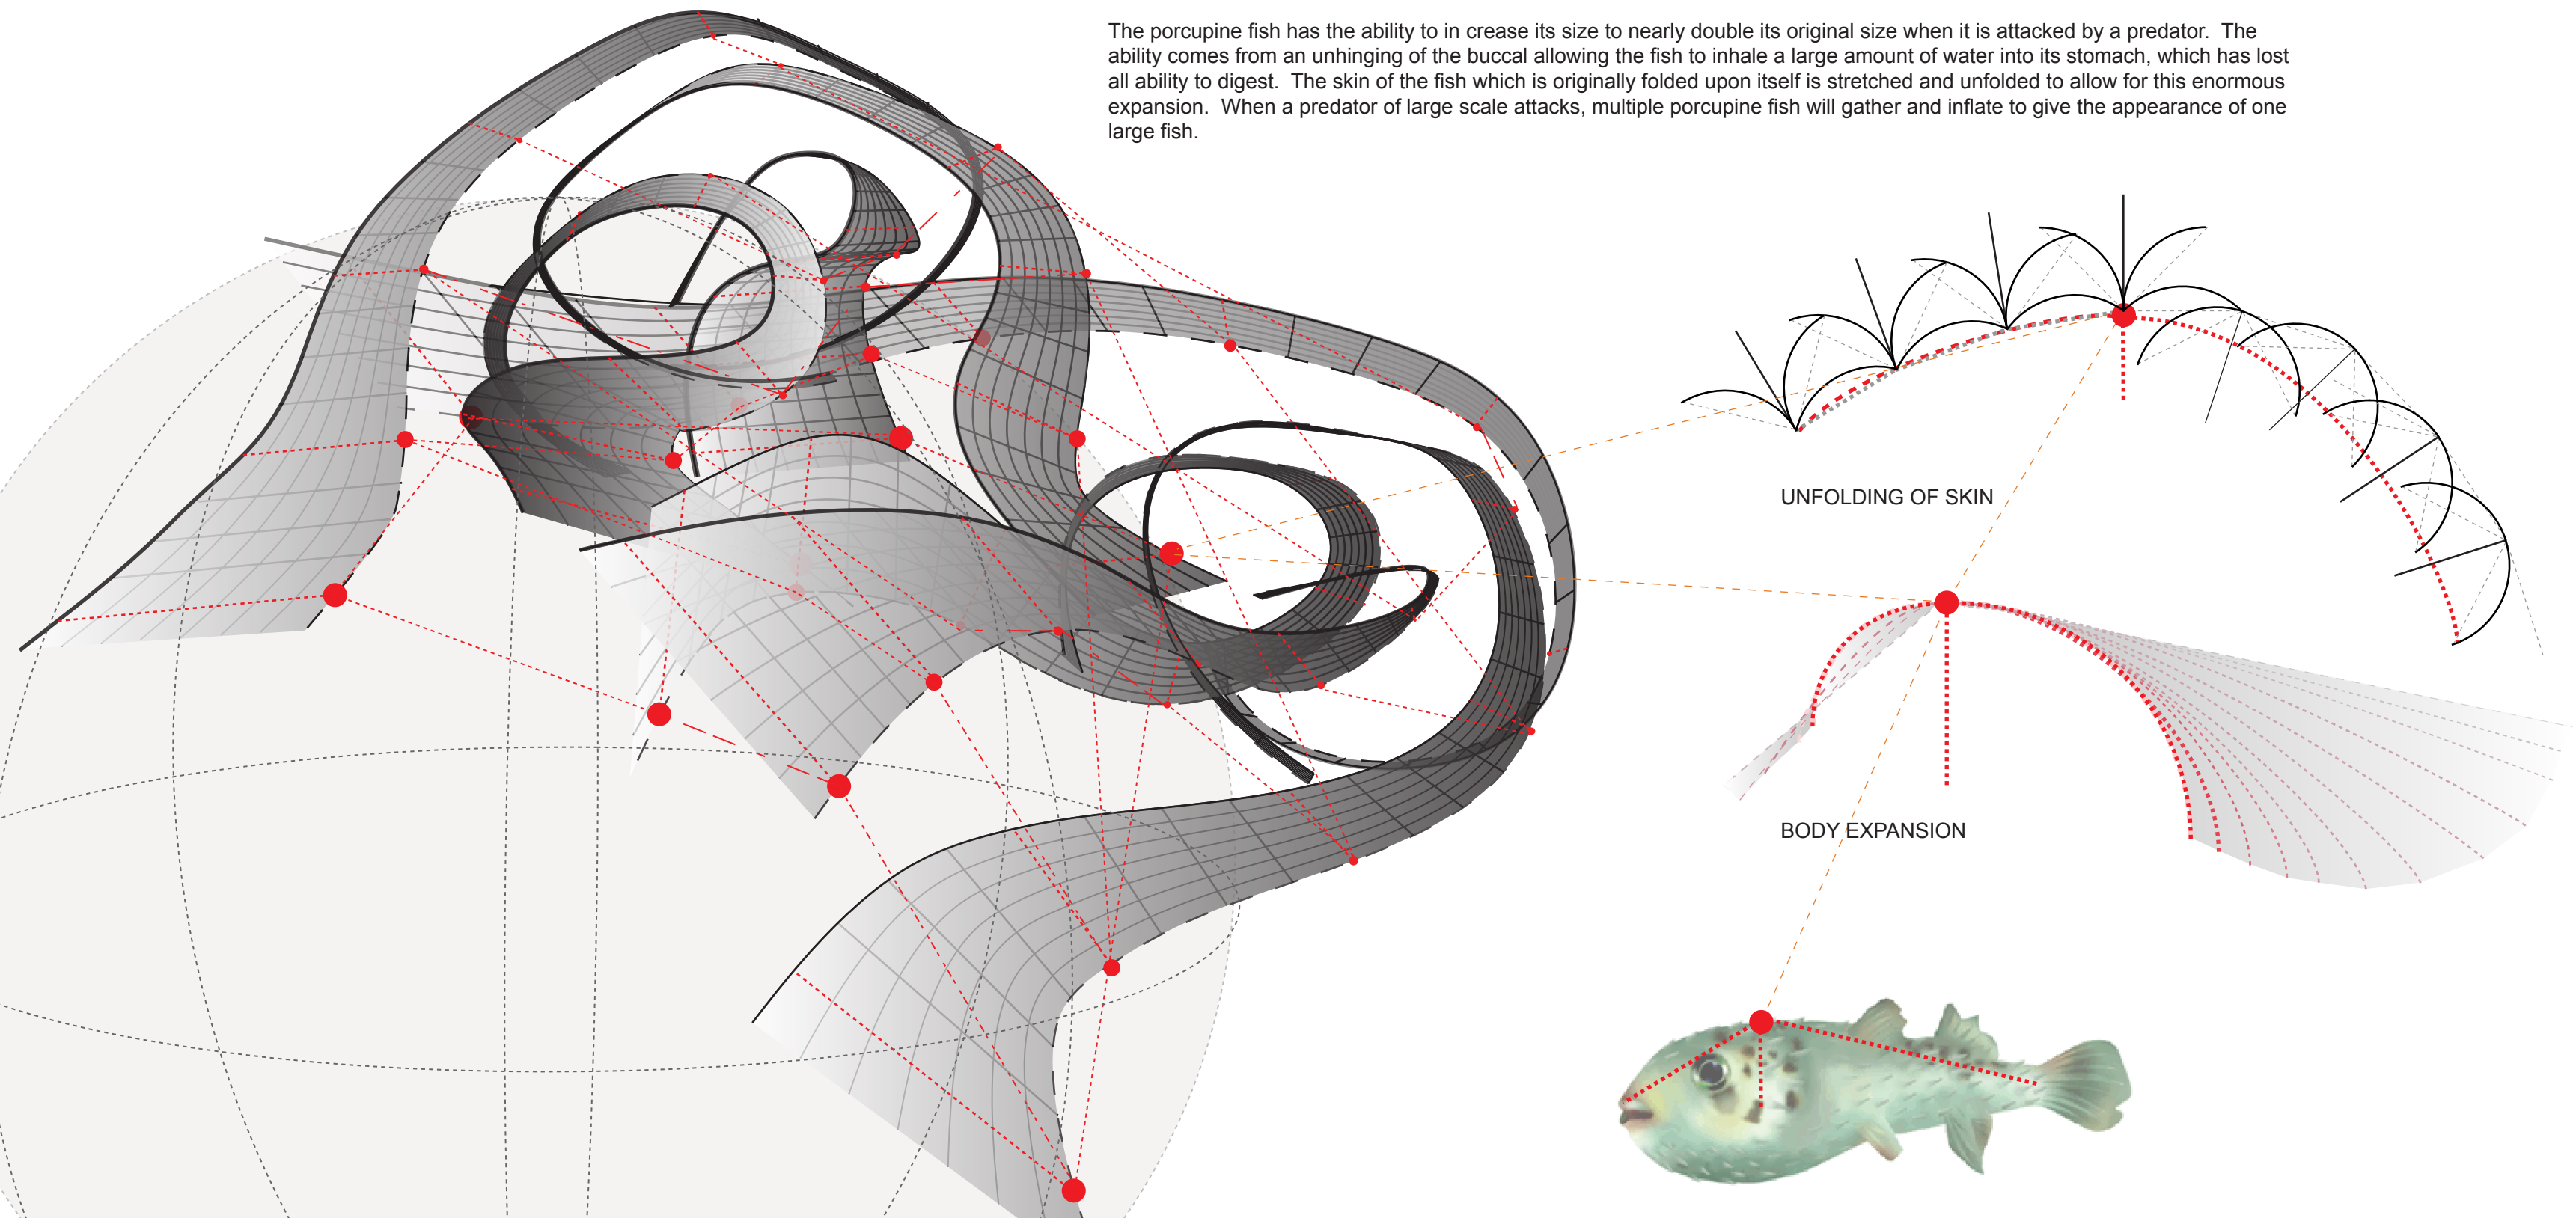 The porcupine fish has the ability to in crease its size to nearly double its original size when it is attacked by a predator.  The
ability comes from an unhinging of the buccal allowing the fish to inhale a large amount of water into its stomach, which has lost
all ability to digest.  The skin of the fish which is originally folded upon itself is stretched and unfolded to allow for this enormous
expansion.  When a predator of large scale attacks, multiple porcupine fish will gather and inflate to give the appearance of one
large fish.
UNFOLDING OF SKIN
BODY EXPANSION